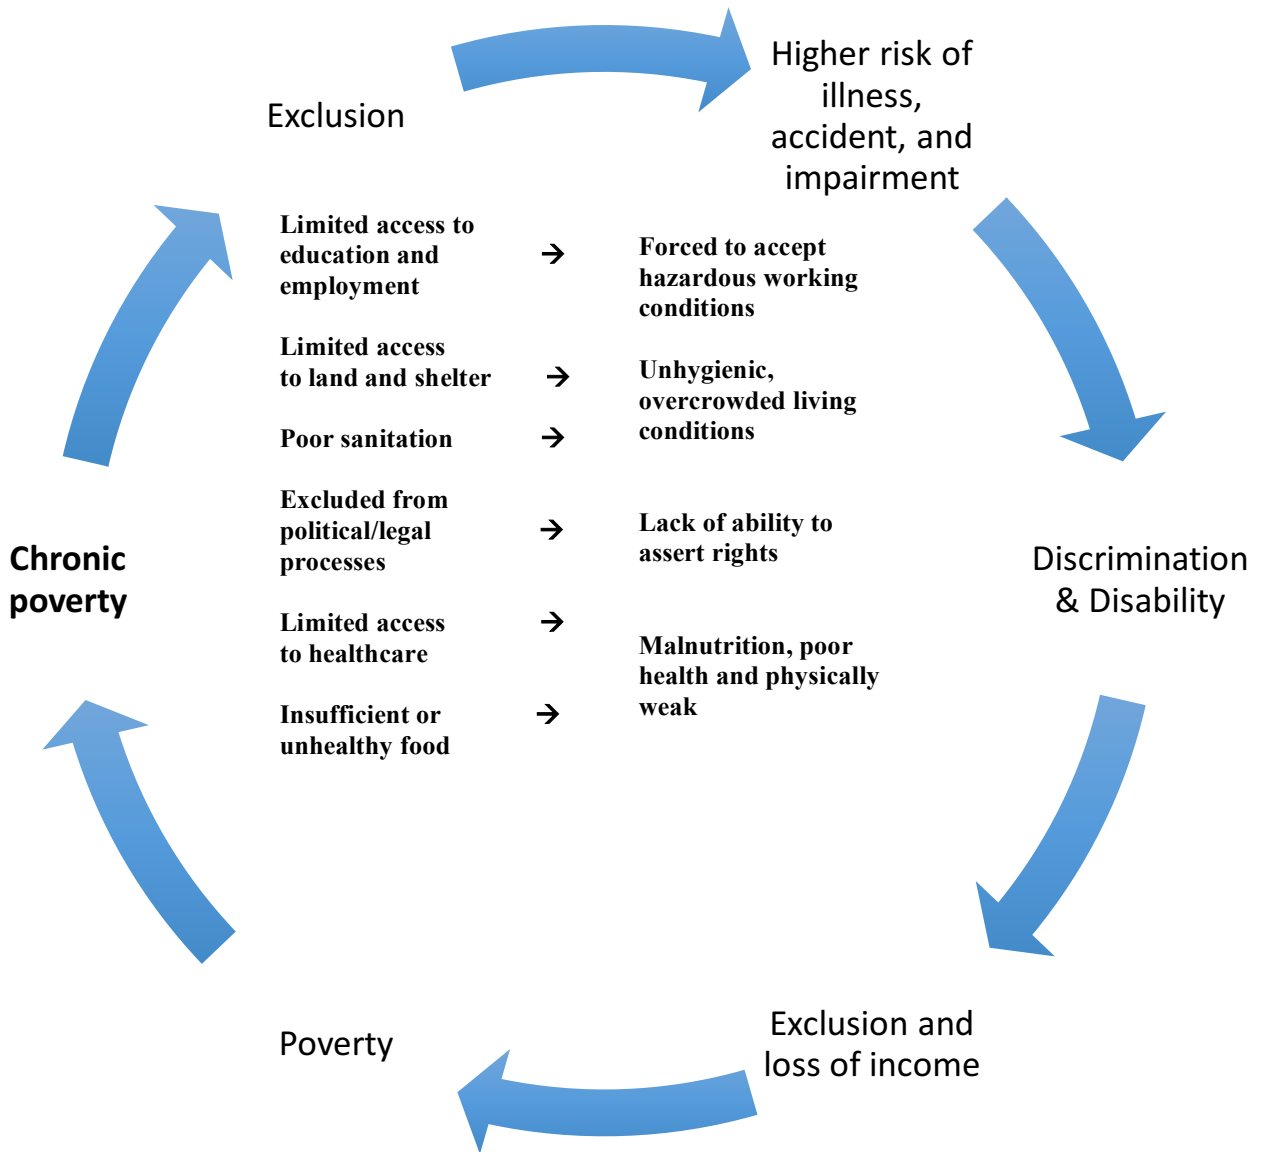 Exclusion
Higher risk of
illness,
accident, and
impairment
Limited access to
education and
employment
→
Forced to accept
hazardous working
conditions
Limited access
to land and shelter
→
Unhygienic,
overcrowded living
conditions
Poor sanitation
→
Excluded from
political/legal
processes
→
Lack of ability to
assert rights
Limited access
to healthcare
→
Malnutrition, poor
health and physically
weak
Insufficient or
unhealthy food
→
Discrimination
& Disability
Exclusion and
loss of income
Poverty
Chronic
poverty